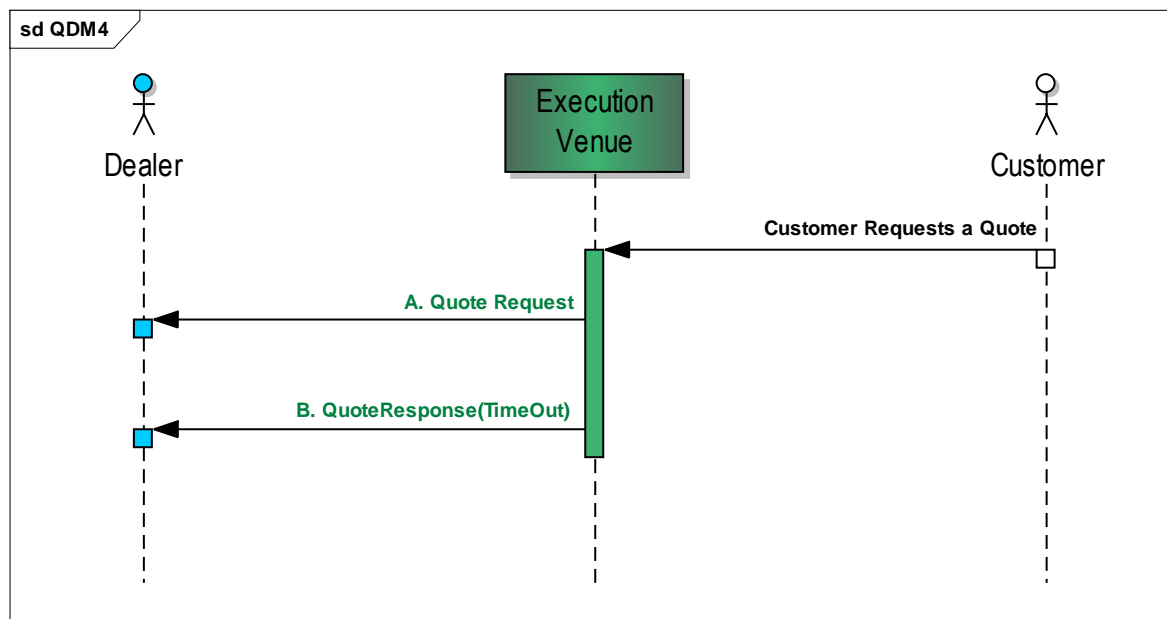 sd QDM4
Dealer
Execution
Venue
Customer
Customer Requests a Quote
A. Quote Request
B. QuoteResponse(TimeOut)